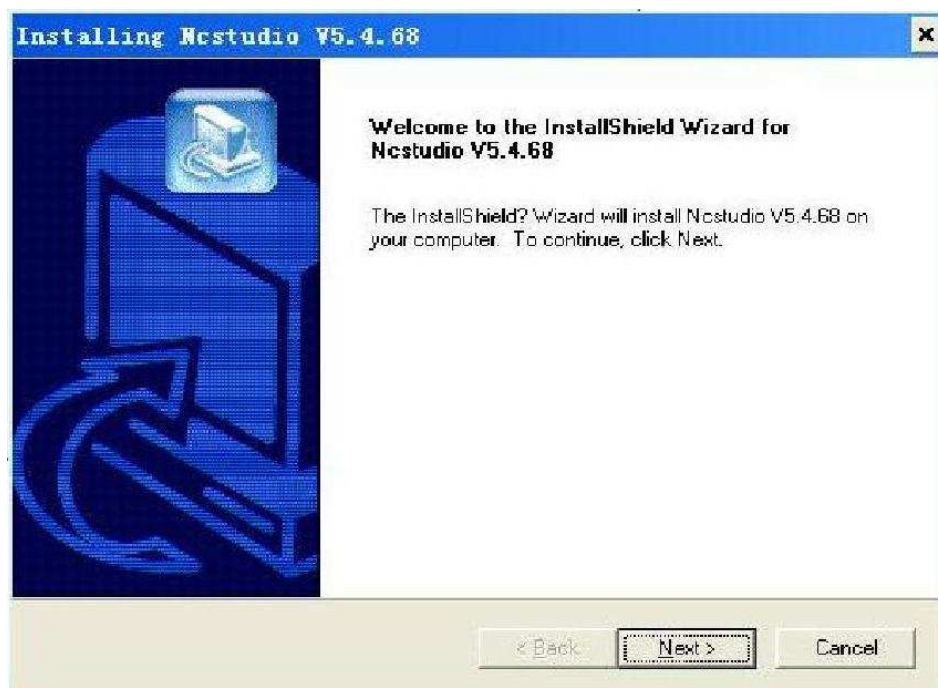 Installing Ncstudio V5.4.68
Welcome to the InstallShield Wizard for
Ncstudio V5.4.68
The InstallShield? Wizard will install Ncstudio V5.4.68 on
your computer. To continue, click Next.
< Back
Next >
Cancel